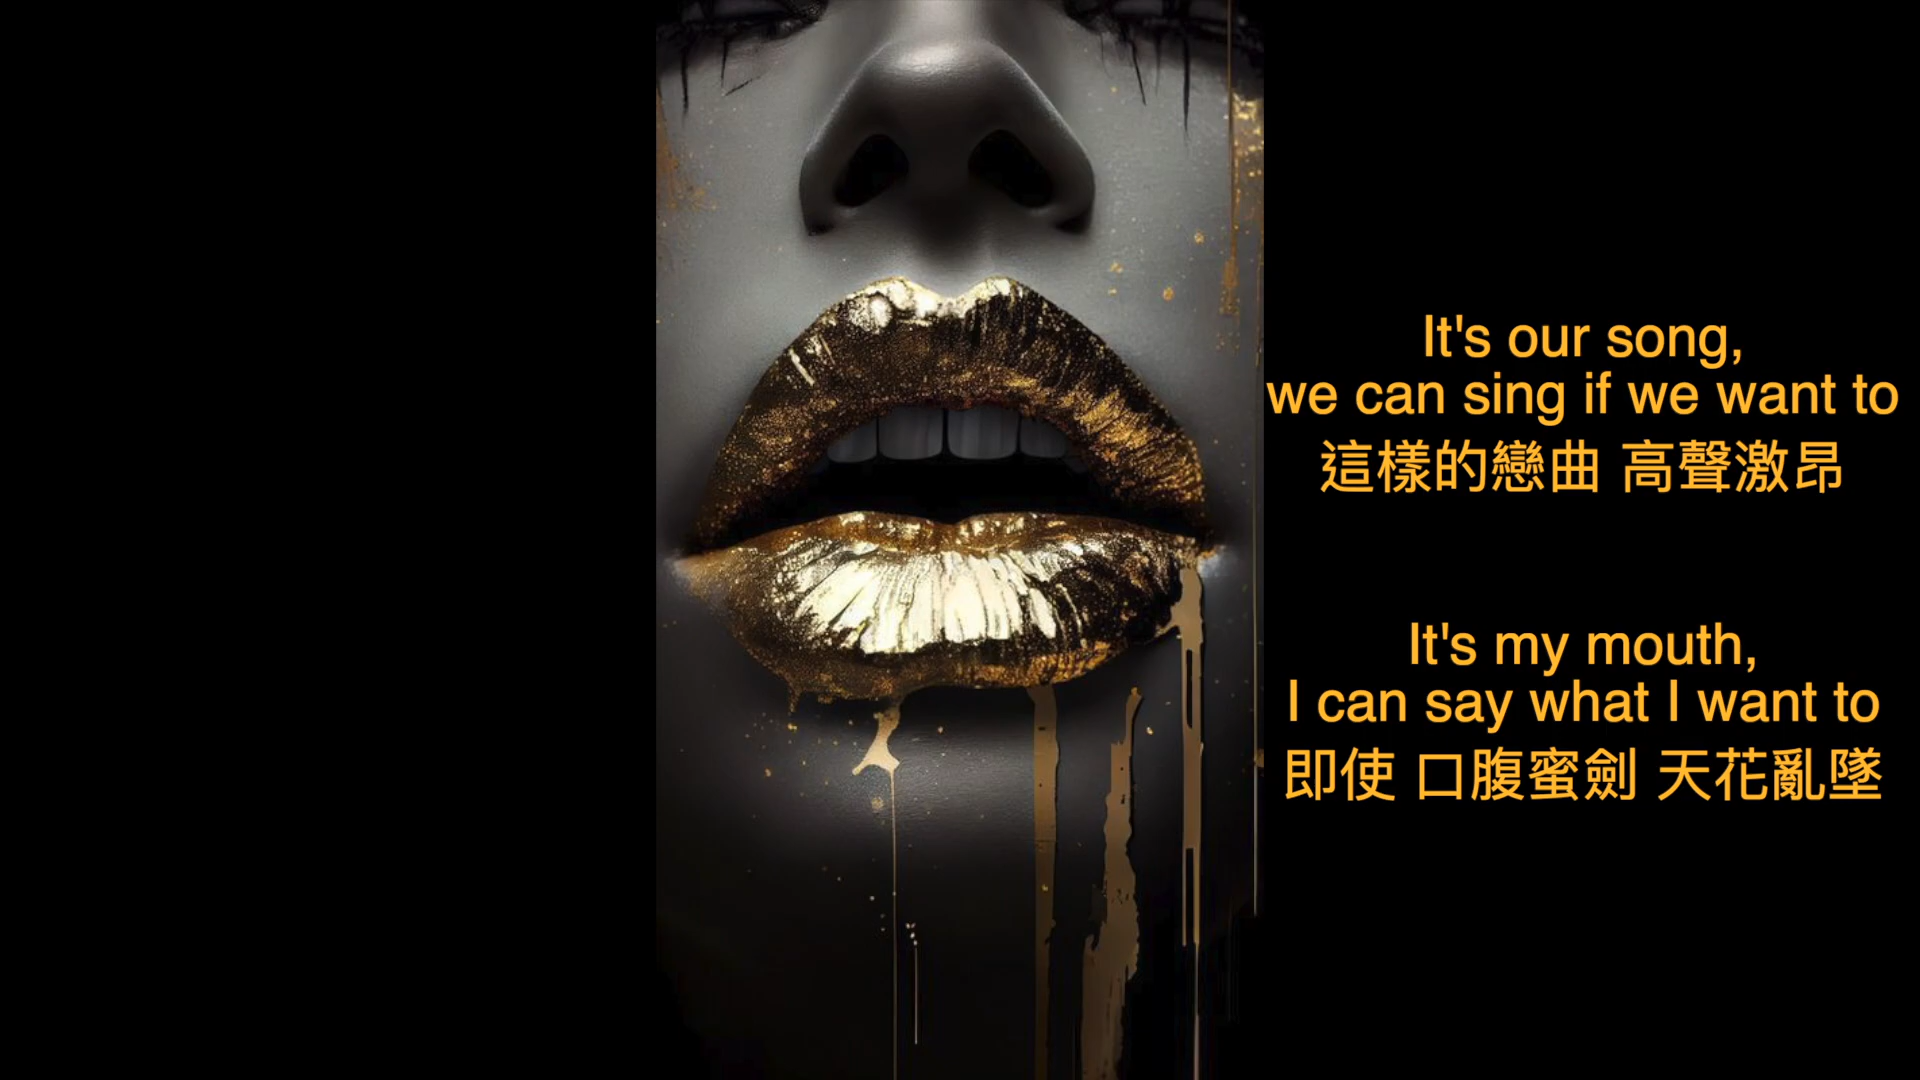 It's our song,
we can sing if we want to
這樣的戀曲 高聲激昂
It's my mouth,
I can say what I want to
即使 口腹蜜劍 天花亂墜